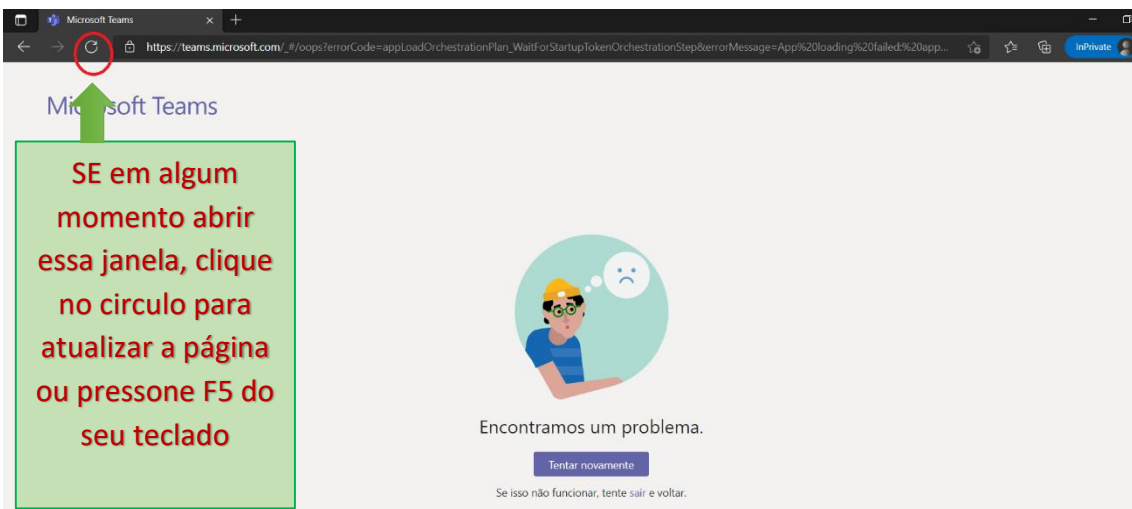 Microsoft Teams
https://teams.microsoft.com/_#/oops?errorCode=appLoadOrchestrationPlan_WaitForStartupTokenOrchestrationStep&errorMessage=App%20loading%20failed:%20app...
InPrivate
Microsoft Teams
SE em algum
momento abrir
essa janela, clique
no circulo para
atualizar a página
ou pressone F5 do
seu teclado
Encontramos um problema.
Tentar novamente
Se isso não funcionar, tente sair e voltar.